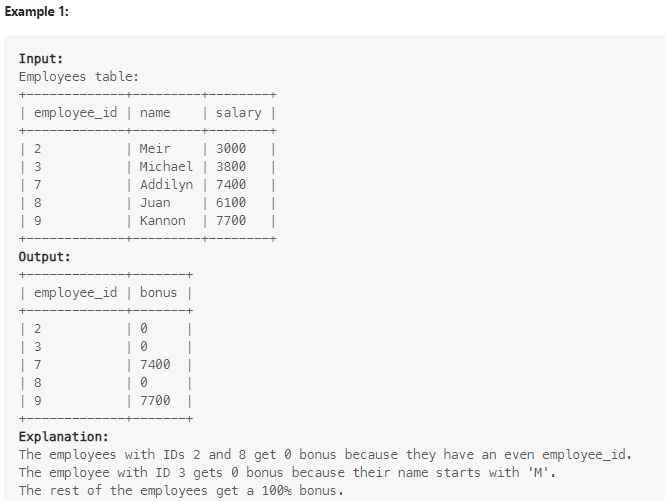 Example 1:
Input:
Employees table:
+-------------+---------+--------+
| employee_id | name    | salary |
+-------------+---------+--------+
| 2           | Meir    | 3000   |
| 3           | Michael | 3800   |
| 7           | Addilyn | 7400   |
| 8           | Juan    | 6100   |
| 9           | Kannon  | 7700   |
+-------------+---------+--------+
Output:
+-------------+-------+
| employee_id | bonus |
+-------------+-------+
| 2           | 0     |
| 3           | 0     |
| 7           | 7400  |
| 8           | 0     |
| 9           | 7700  |
+-------------+-------+
Explanation:
The employees with IDs 2 and 8 get 0 bonus because they have an even employee_id.
The employee with ID 3 gets 0 bonus because their name starts with 'M'.
The rest of the employees get a 100% bonus.